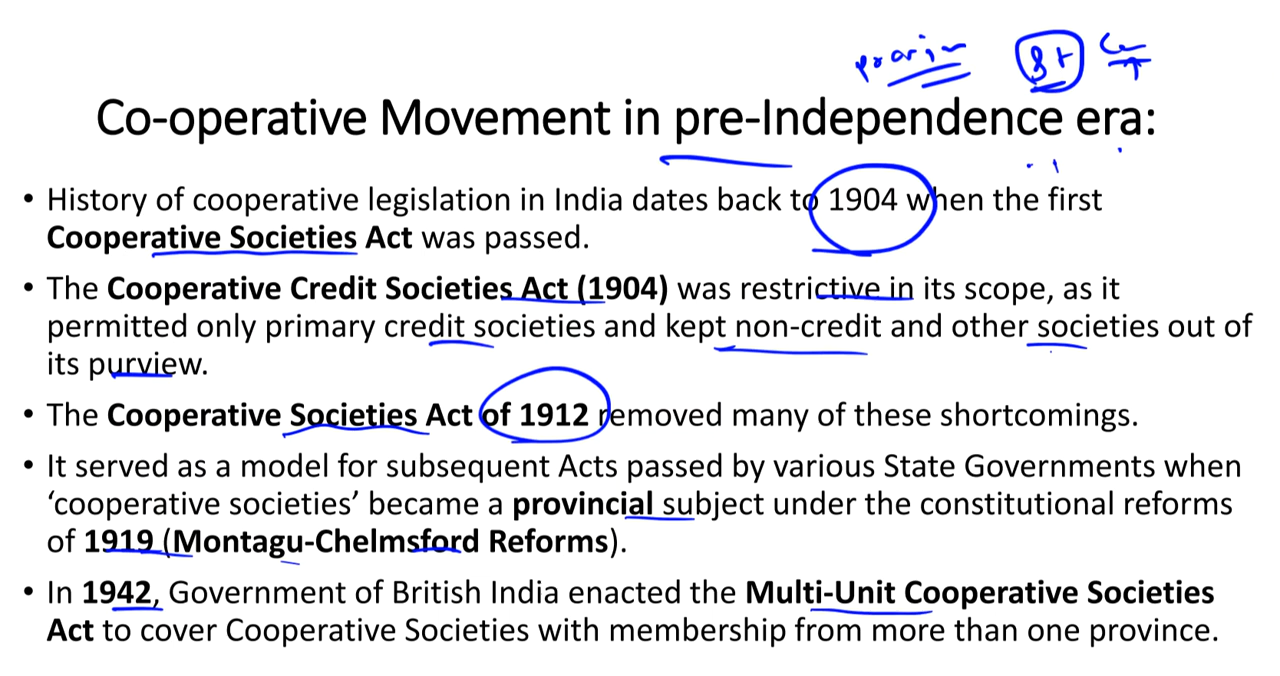 Co-operative Movement in pre-Independence era:
• History of cooperative legislation in India dates back to 1904 when the first
Cooperative Societies Act was passed.
• The Cooperative Credit Societies Act (1904) was restrictive in its scope, as it
permitted only primary credit societies and kept non-credit and other societies out of
its purview.
• The Cooperative Societies Act of 1912 removed many of these shortcomings.
• It served as a model for subsequent Acts passed by various State Governments when
‘cooperative societies’ became a provincial subject under the constitutional reforms
of 1919 (Montagu-Chelmsford Reforms).
• In 1942, Government of British India enacted the Multi-Unit Cooperative Societies
Act to cover Cooperative Societies with membership from more than one province.